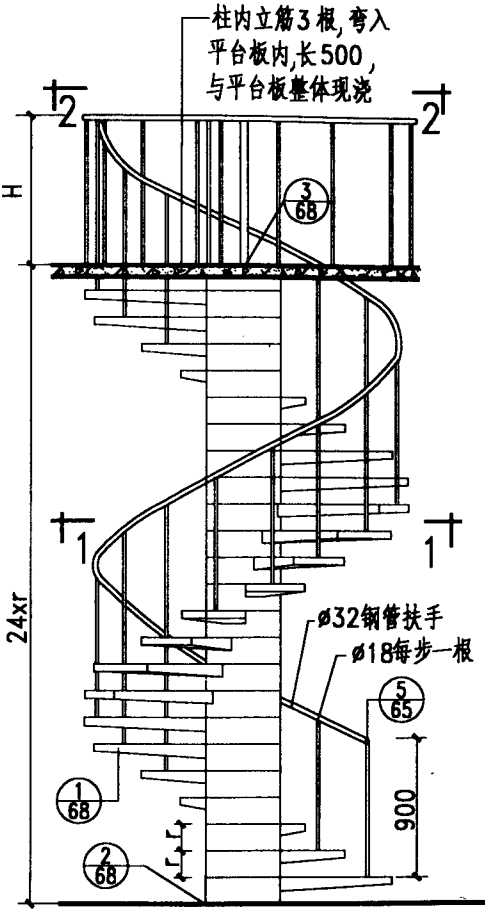 柱内立筋3根,弯入
平台板内,长500,
与平台板整体现浇
2
2
H
3
68
1
1
24xr
ø32钢管扶手
ø18每步一根
5
65
1
68
900
r
r
2
68